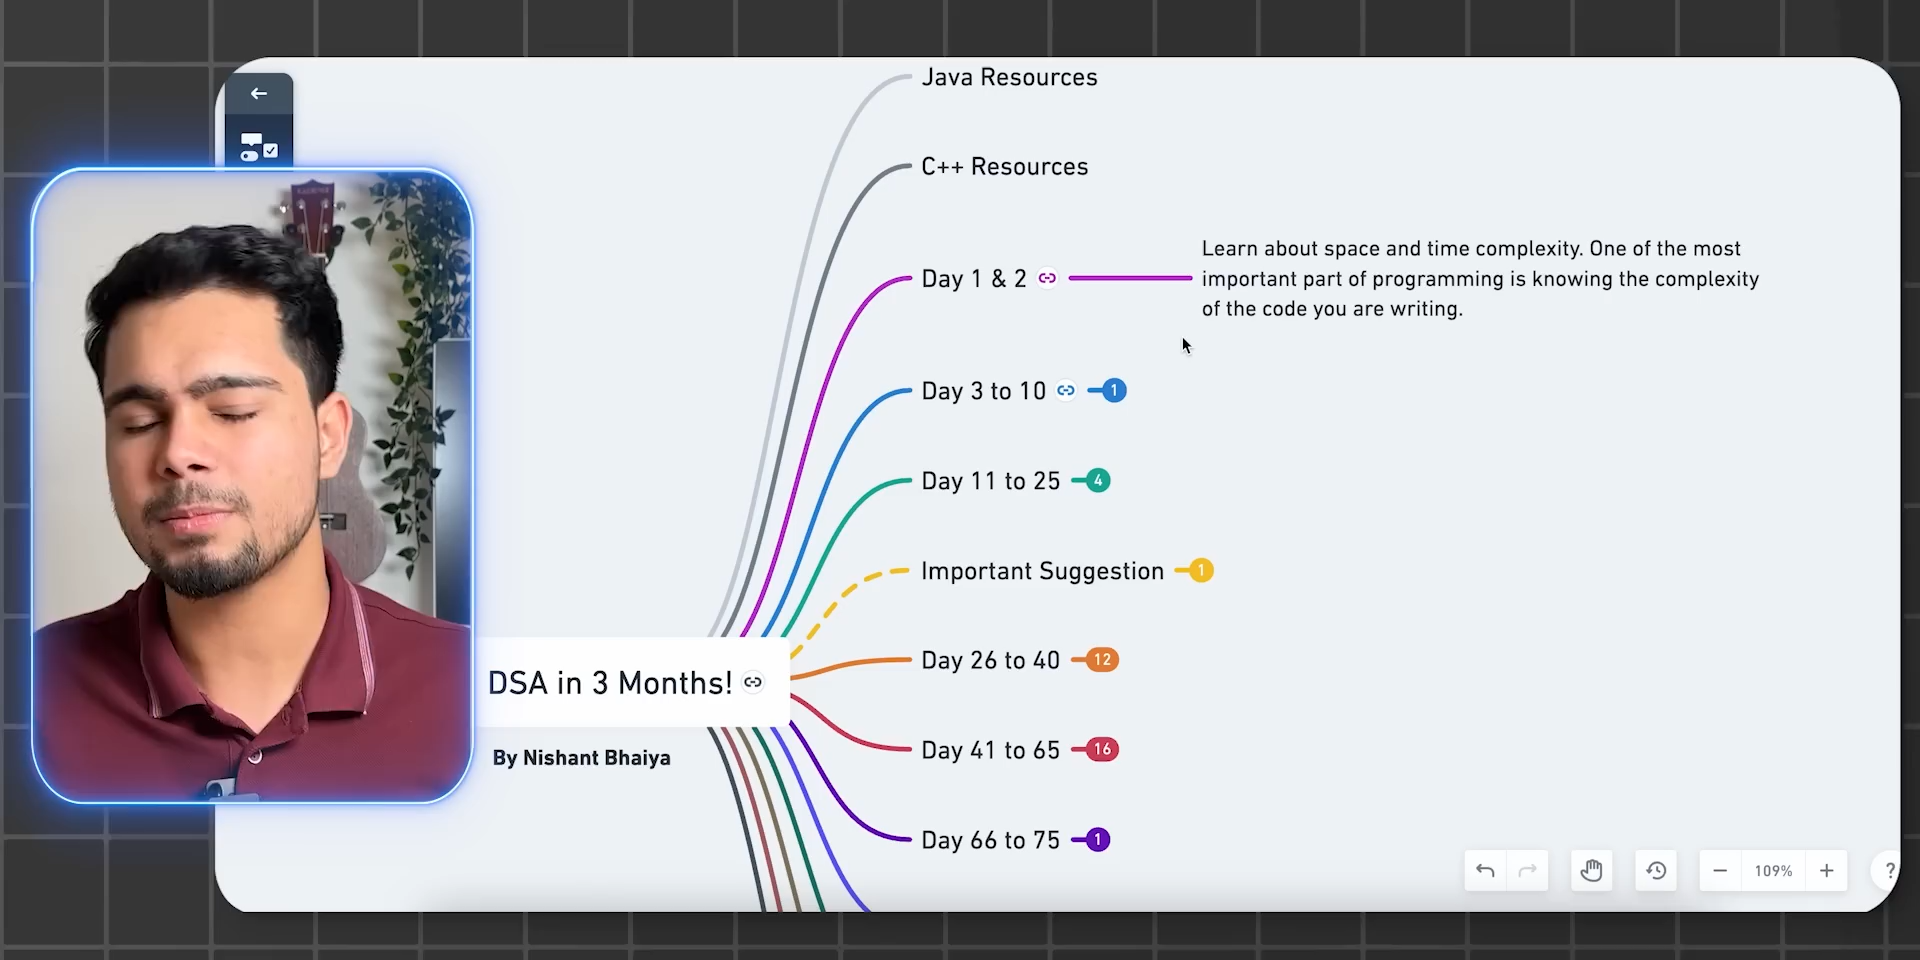 Java Resources
C++ Resources
Day 1 & 2
Learn about space and time complexity. One of the most
important part of programming is knowing the complexity
of the code you are writing.
Day 3 to 10
1
Day 11 to 25
4
Important Suggestion
1
Day 26 to 40
12
DSA in 3 Months!
By Nishant Bhaiya
Day 41 to 65
16
Day 66 to 75
1
109%
?